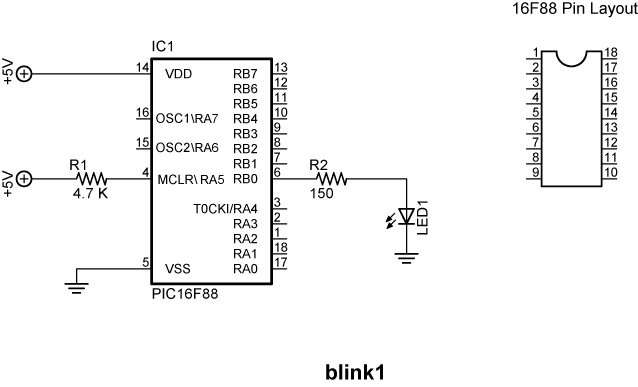 16F88 Pin Layout
IC1
+5V
14 VDD RB7 13
RB6 12
RB5 11
16 OSC1\RA7 RB4 10
RB3 9
15 OSC2\RA6 RB2 8
RB1 7
+5V R1 4.7 K 4 MCLR\ RA5 RB0 6 R2 150
LED1
T0CKI/RA4 3
RA3 2
RA2 1
RA1 18
5 VSS RA0 17
PIC16F88
1 18
2 17
3 16
4 15
5 14
6 13
7 12
8 11
9 10
blink1